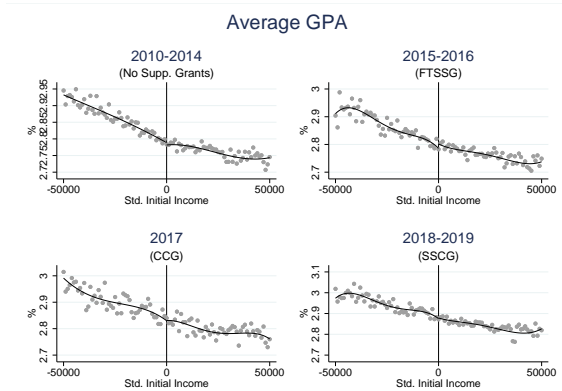 Average GPA
2010-2014
(No Supp. Grants)
%
2.72.752.82.852.92.95
-50000 0 50000
Std. Initial Income
2015-2016
(FTSSG)
%
2.7 2.8 2.9 3
-50000 0 50000
Std. Initial Income
2017
(CCG)
%
2.7 2.8 2.9 3
-50000 0 50000
Std. Initial Income
2018-2019
(SSCG)
%
2.7 2.8 2.9 3 3.1
-50000 0 50000
Std. Initial Income